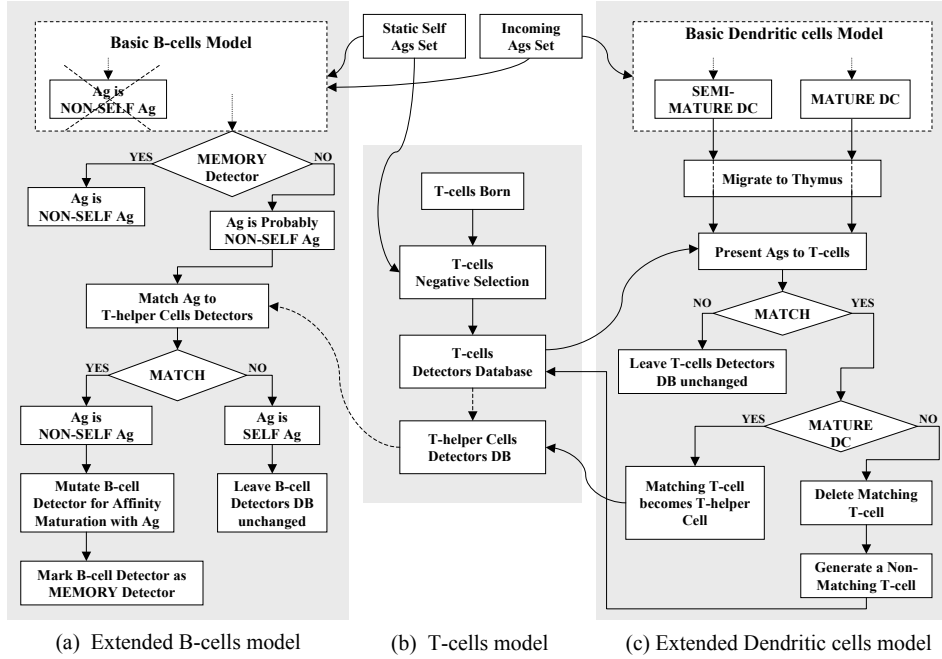 Basic B-cells Model
Ag is
NON-SELF Ag
YES
MEMORY
Detector
NO
Ag is
NON-SELF Ag
Ag is Probably
NON-SELF Ag
Match Ag to
T-helper Cells Detectors
YES
MATCH
NO
Ag is
NON-SELF Ag
Ag is
SELF Ag
Mutate B-cell
Detector for Affinity
Maturation with Ag
Leave B-cell
Detectors DB
unchanged
Mark B-cell Detector as
MEMORY Detector
Static Self
Ags Set
Incoming
Ags Set
T-cells Born
T-cells
Negative Selection
T-cells
Detectors Database
T-helper Cells
Detectors DB
Basic Dendritic cells Model
SEMI-
MATURE DC
MATURE DC
Migrate to Thymus
Present Ags to T-cells
NO
MATCH
YES
Leave T-cells Detectors
DB unchanged
YES
MATURE
DC
NO
Matching T-cell
becomes T-helper
Cell
Delete Matching
T-cell
Generate a Non-
Matching T-cell
(a) Extended B-cells model
(b) T-cells model
(c) Extended Dendritic cells model